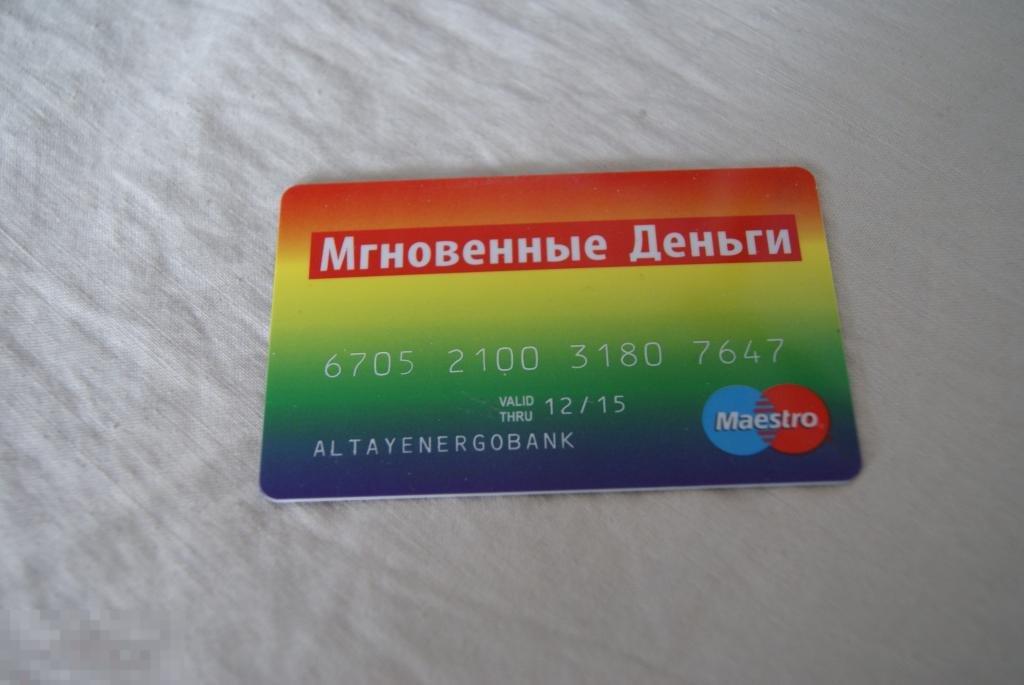 Мгновенные Деньги
6705 2100 3180 7647
VALID THRU 12/15
ALTAYENERGOBANK
Maestro